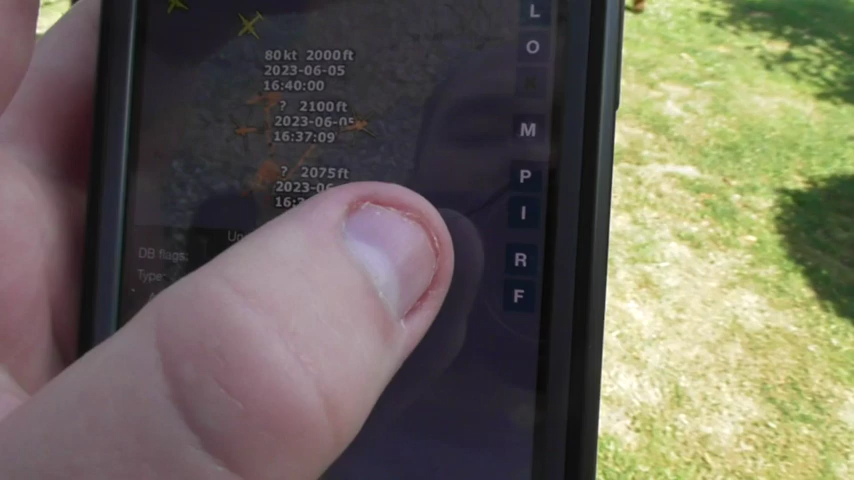 L
O
80kt 2000ft
2023-06-05
16:40:00
? 2100ft
2023-06-05
16:37:09
M
? 2075ft
P
I
DB flags:
R
Type:
F